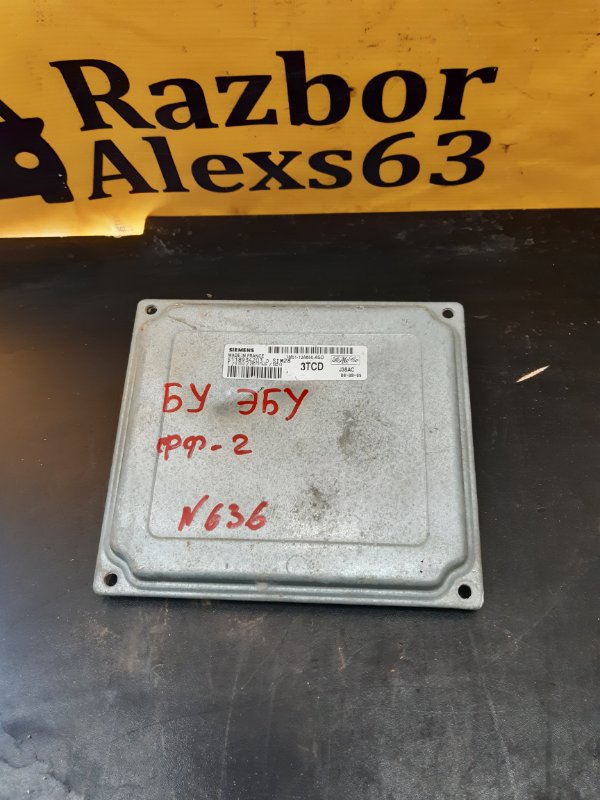 Razbor
Alexs63
SIEMENS
MADE IN FRANCE
3TCD
J38AC
БУ ЭБУ
ФФ-2
N636